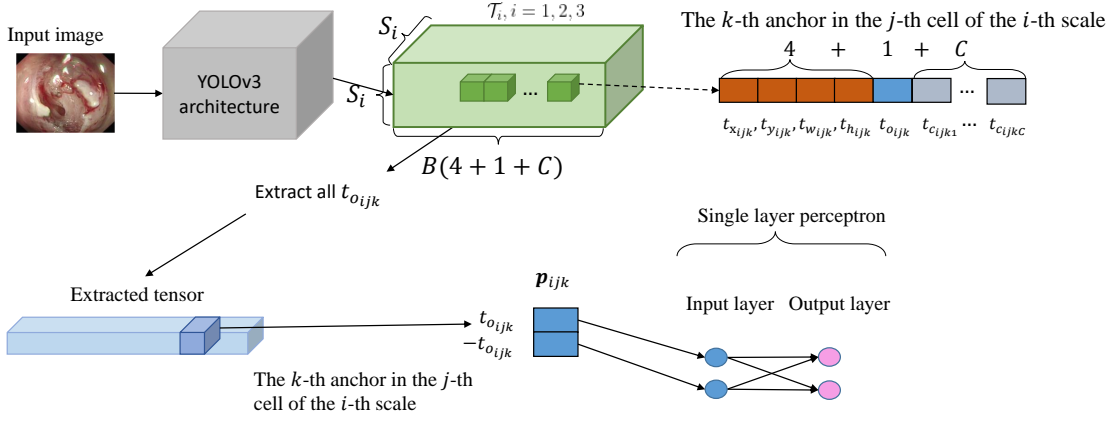 Input image
YOLOv3
architecture
S_i
S_i
𝒯_i, i = 1, 2, 3
B(4 + 1 + C)
The k-th anchor in the j-th cell of the i-th scale
4 + 1 + C
...
...
t_{x_{ijk}}, t_{y_{ijk}}, t_{w_{ijk}}, t_{h_{ijk}} t_{o_{ijk}} t_{c_{ijk1}} ... t_{c_{ijkC}}
Extract all t_{o_{ijk}}
Single layer perceptron
Extracted tensor
p_{ijk}
Input layer
Output layer
t_{o_{ijk}}
−t_{o_{ijk}}
The k-th anchor in the j-th
cell of the i-th scale